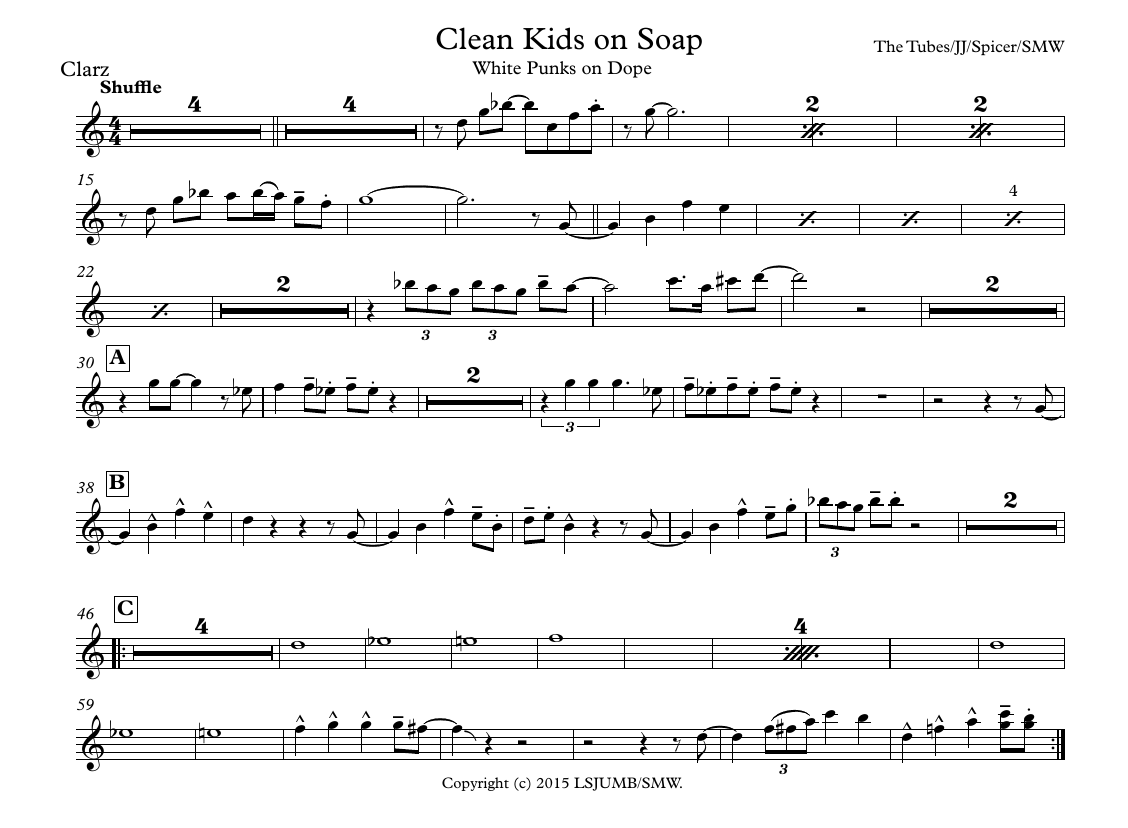 Clean Kids on Soap
The Tubes/JJ/Spicer/SMW
White Punks on Dope
Clarz
Shuffle
4 4 2 2
4
4
15
4
22
2 2
3 3
30 A
2
3
38 B
2
3
46 C
4 4
59
3
Copyright (c) 2015 LSJUMB/SMW.